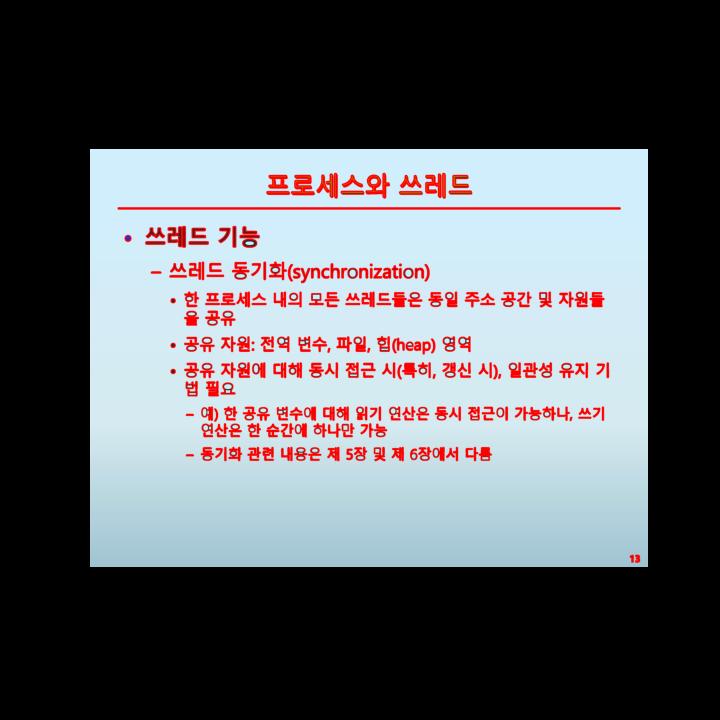 프로세스와 쓰레드
• 쓰레드 기능
– 쓰레드 동기화(synchronization)
• 한 프로세스 내의 모든 쓰레드들은 동일 주소 공간 및 자원들
을 공유
• 공유 자원: 전역 변수, 파일, 힙(heap) 영역
• 공유 자원에 대해 동시 접근 시(특히, 갱신 시), 일관성 유지 기
법 필요
– 예) 한 공유 변수에 대해 읽기 연산은 동시 접근이 가능하나, 쓰기
연산은 한 순간에 하나만 가능
– 동기화 관련 내용은 제 5장 및 제 6장에서 다룸
13